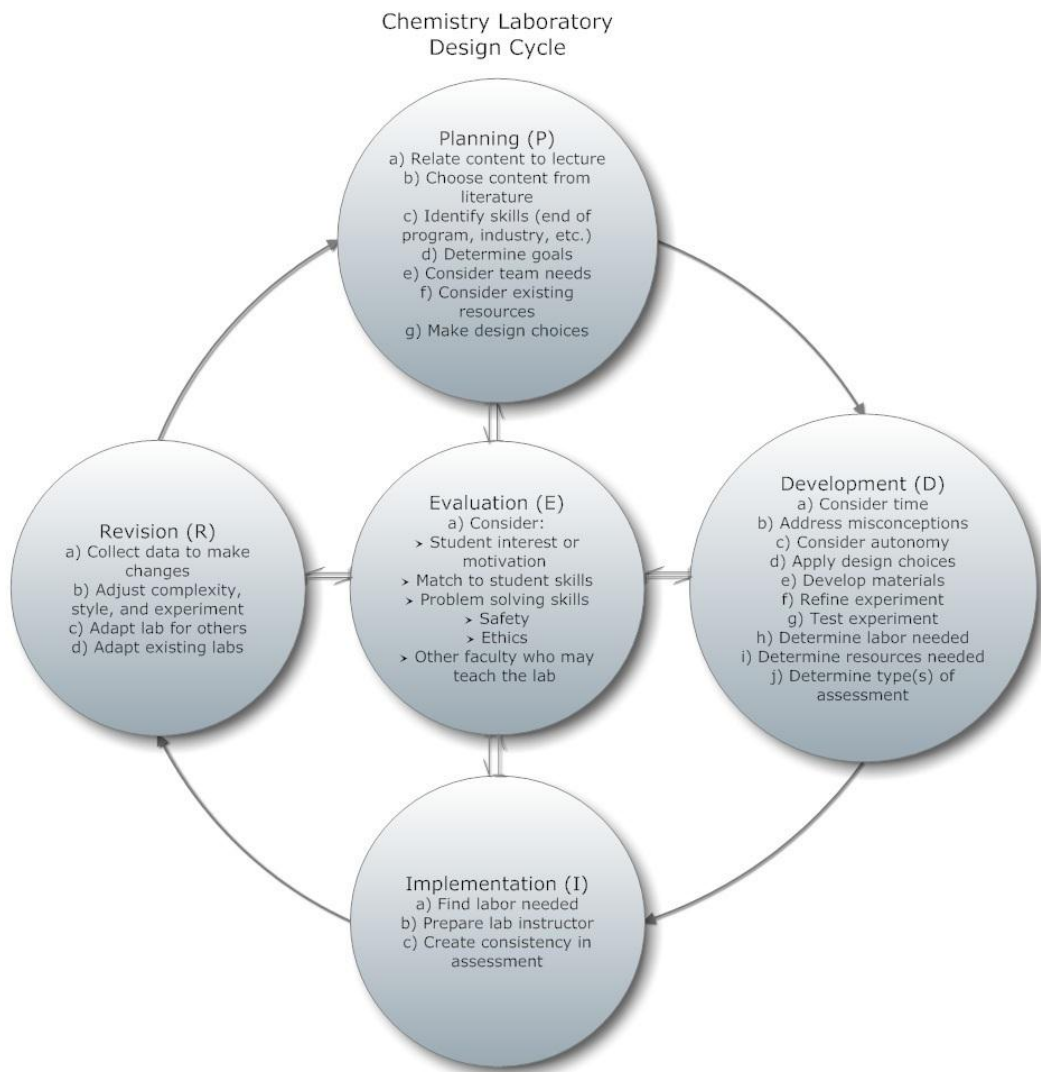 Chemistry Laboratory
Design Cycle
Planning (P)
a) Relate content to lecture
b) Choose content from
literature
c) Identify skills (end of
program, industry, etc.)
d) Determine goals
e) Consider team needs
f) Consider existing
resources
g) Make design choices
Revision (R)
a) Collect data to make
changes
b) Adjust complexity,
style, and experiment
c) Adapt lab for others
d) Adapt existing labs
Evaluation (E)
a) Consider:
➤ Student interest or
motivation
➤ Match to student skills
➤ Problem solving skills
➤ Safety
➤ Ethics
➤ Other faculty who may
teach the lab
Development (D)
a) Consider time
b) Address misconceptions
c) Consider autonomy
d) Apply design choices
e) Develop materials
f) Refine experiment
g) Test experiment
h) Determine labor needed
i) Determine resources needed
j) Determine type(s) of
assessment
Implementation (I)
a) Find labor needed
b) Prepare lab instructor
c) Create consistency in
assessment